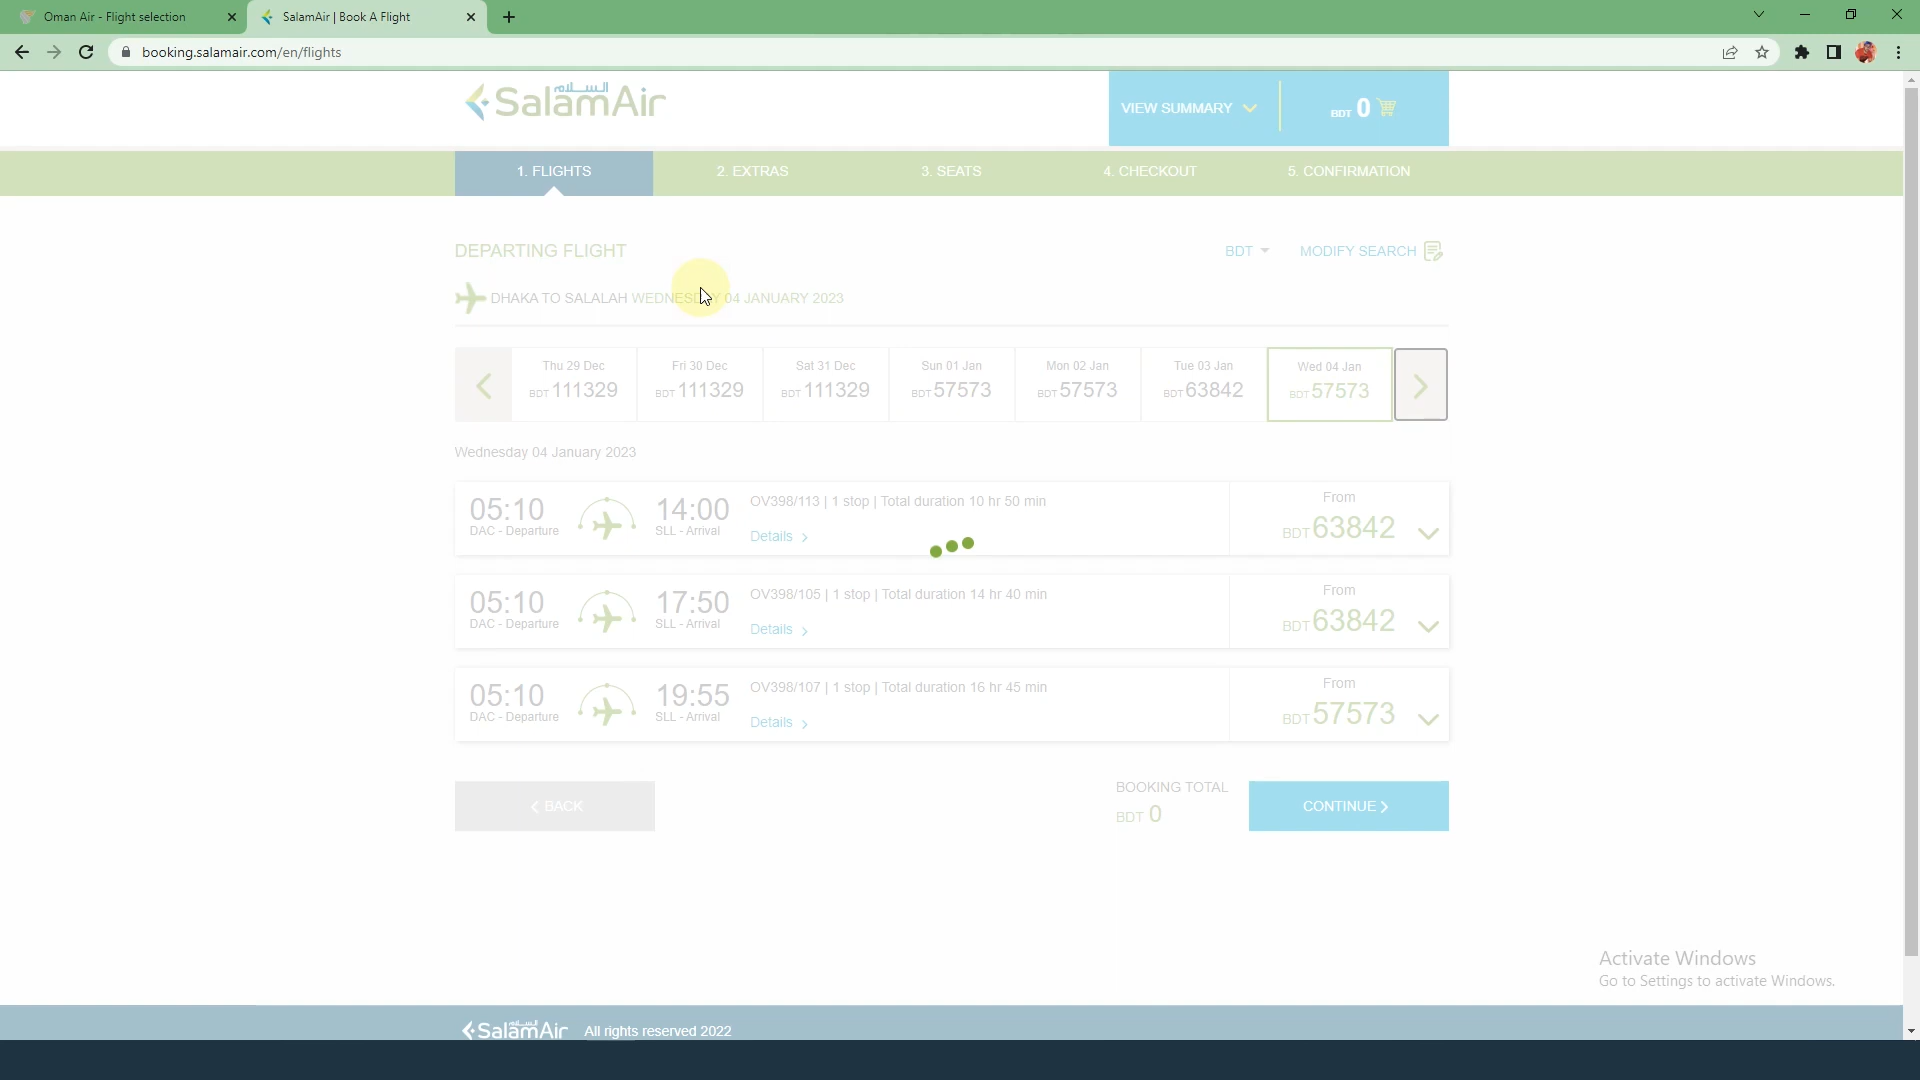 Oman Air - Flight selection
SalamAir | Book A Flight
booking.salamair.com/en/flights
السلام
SalamAir
VIEW SUMMARY
BDT 0
1. FLIGHTS
2. EXTRAS
3. SEATS
4. CHECKOUT
5. CONFIRMATION
DEPARTING FLIGHT
BDT
MODIFY SEARCH
DHAKA TO SALALAH WEDNESDAY 04 JANUARY 2023
Thu 29 Dec
BDT 111329
Fri 30 Dec
BDT 111329
Sat 31 Dec
BDT 111329
Sun 01 Jan
BDT 57573
Mon 02 Jan
BDT 57573
Tue 03 Jan
BDT 63842
Wed 04 Jan
BDT 57573
Wednesday 04 January 2023
05:10
DAC - Departure
14:00
SLL - Arrival
OV398/113 | 1 stop | Total duration 10 hr 50 min
Details
From
BDT 63842
05:10
DAC - Departure
17:50
SLL - Arrival
OV398/105 | 1 stop | Total duration 14 hr 40 min
Details
From
BDT 63842
05:10
DAC - Departure
19:55
SLL - Arrival
OV398/107 | 1 stop | Total duration 16 hr 45 min
Details
From
BDT 57573
BACK
BOOKING TOTAL
BDT 0
CONTINUE
Activate Windows
Go to Settings to activate Windows.
السلام
SalamAir
All rights reserved 2022